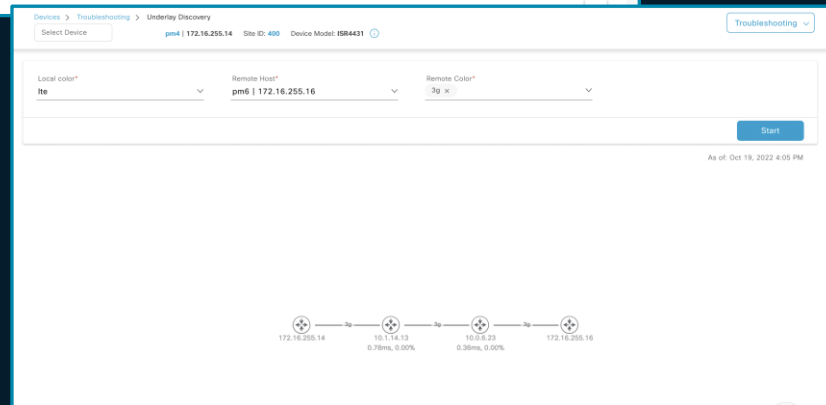 Devices > Troubleshooting > Underlay Discovery
Select Device
pm4 | 172.16.255.14 Site ID: 400 Device Model: ISR4431
Troubleshooting
Local color* Remote Host* Remote Color*
lte pm6 | 172.16.255.16 3g ×
Start
As of: Oct 19, 2022 4:05 PM
3g 3g 3g
172.16.255.14 10.1.14.13 10.0.6.23 172.16.255.16
0.78ms, 0.00% 0.36ms, 0.00%